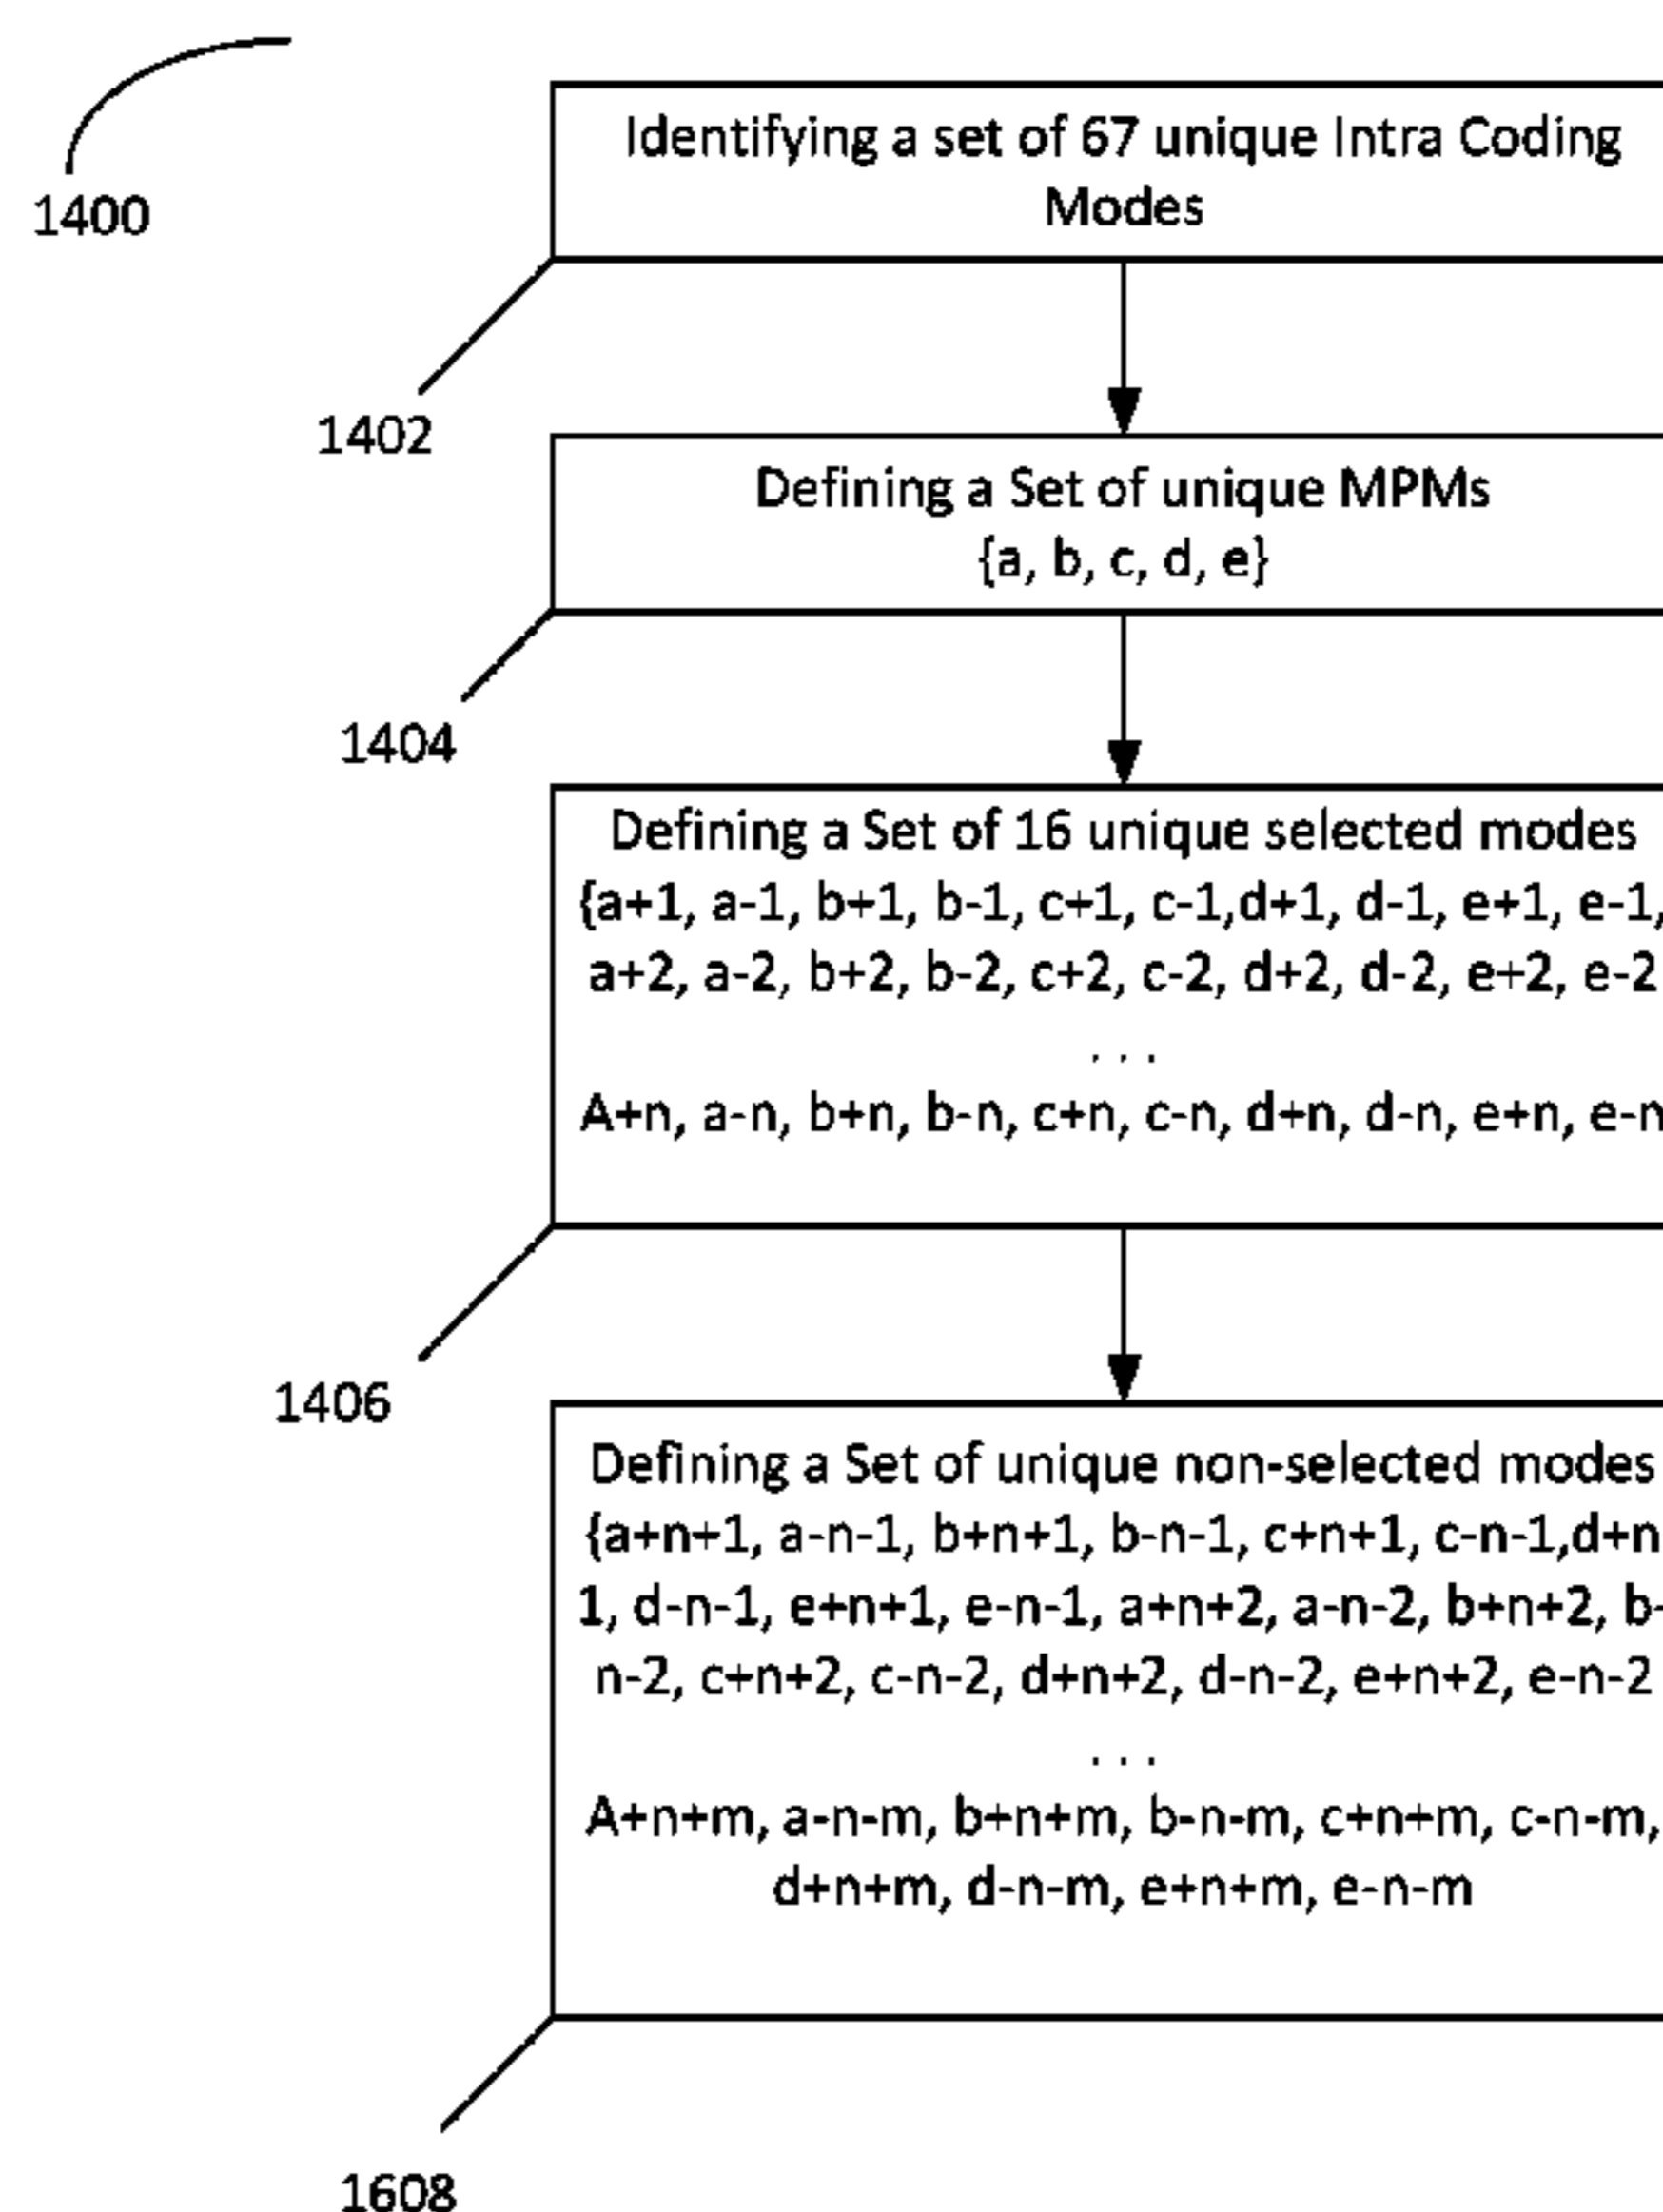 1400
Identifying a set of 67 unique Intra Coding
Modes
1402
Defining a Set of unique MPMs
{a, b, c, d, e}
1404
Defining a Set of 16 unique selected modes
{a+1, a-1, b+1, b-1, c+1, c-1,d+1, d-1, e+1, e-1,
a+2, a-2, b+2, b-2, c+2, c-2, d+2, d-2, e+2, e-2
. . .
A+n, a-n, b+n, b-n, c+n, c-n, d+n, d-n, e+n, e-n
1406
Defining a Set of unique non-selected modes
{a+n+1, a-n-1, b+n+1, b-n-1, c+n+1, c-n-1,d+n
1, d-n-1, e+n+1, e-n-1, a+n+2, a-n-2, b+n+2, b-
n-2, c+n+2, c-n-2, d+n+2, d-n-2, e+n+2, e-n-2
. . .
A+n+m, a-n-m, b+n+m, b-n-m, c+n+m, c-n-m,
d+n+m, d-n-m, e+n+m, e-n-m
1608